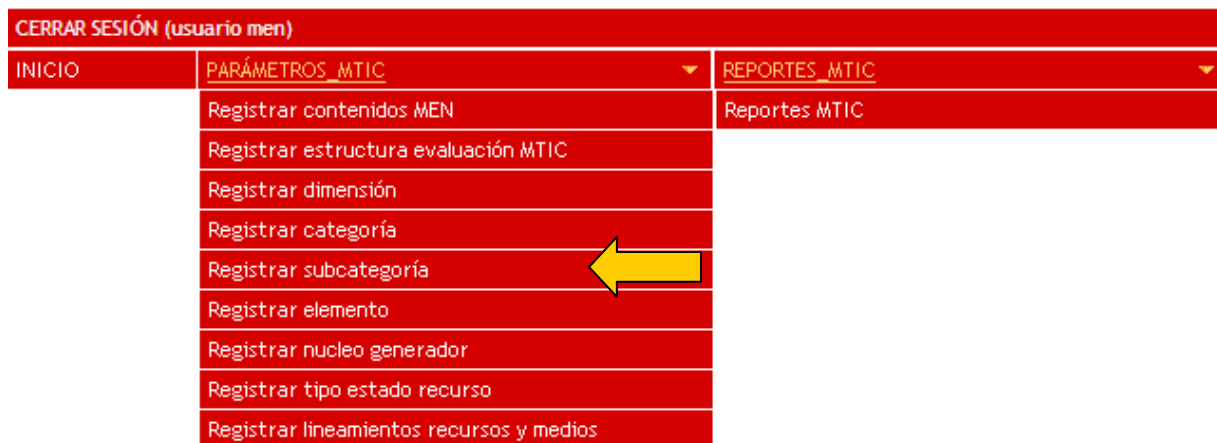 CERRAR SESIÓN (usuario men)
INICIO PARÁMETROS_MTIC REPORTES_MTIC
Registrar contenidos MEN Reportes MTIC
Registrar estructura evaluación MTIC
Registrar dimensión
Registrar categoría
Registrar subcategoría
Registrar elemento
Registrar nucleo generador
Registrar tipo estado recurso
Registrar lineamientos recursos y medios